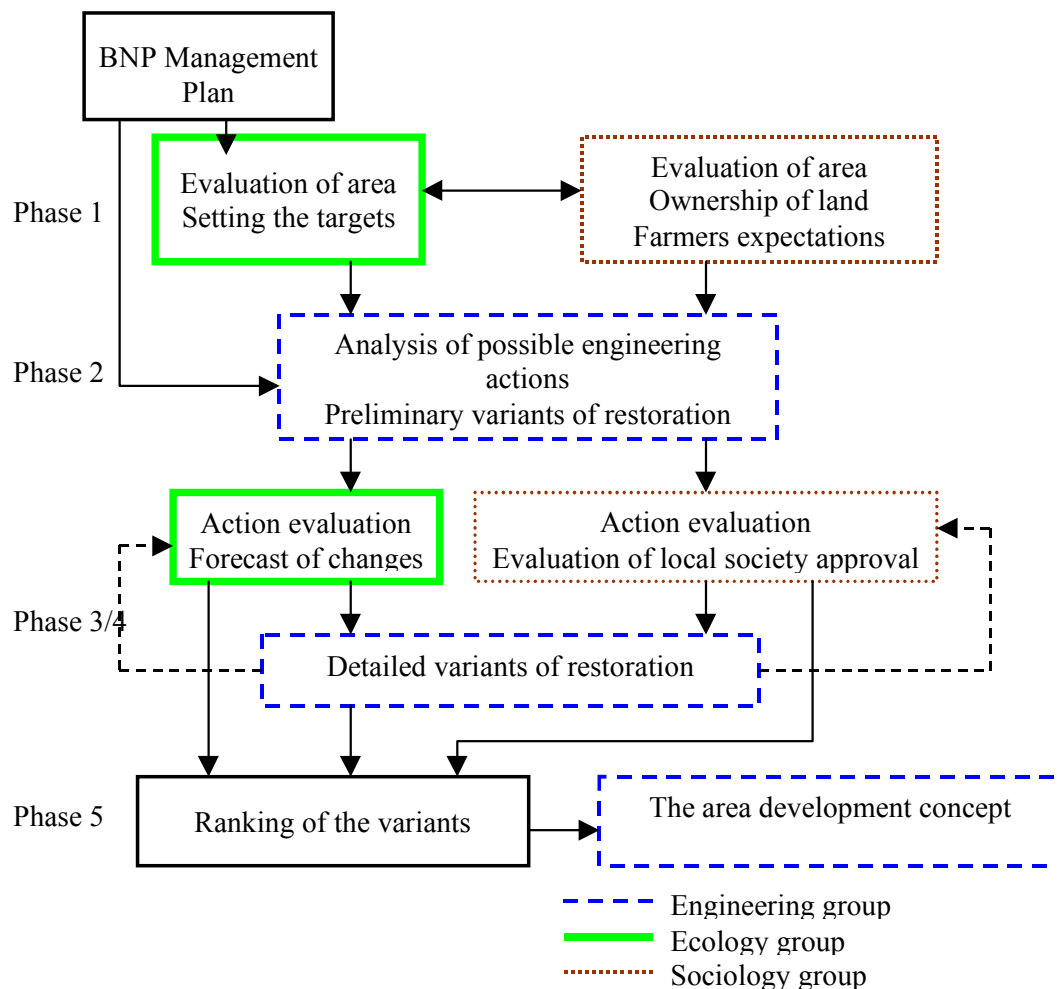 BNP Management
Plan
Phase 1
Evaluation of area
Setting the targets
Evaluation of area
Ownership of land
Farmers expectations
Phase 2
Analysis of possible engineering
actions
Preliminary variants of restoration
Action evaluation
Forecast of changes
Action evaluation
Evaluation of local society approval
Phase 3/4
Detailed variants of restoration
Phase 5
Ranking of the variants
The area development concept
Engineering group
Ecology group
Sociology group